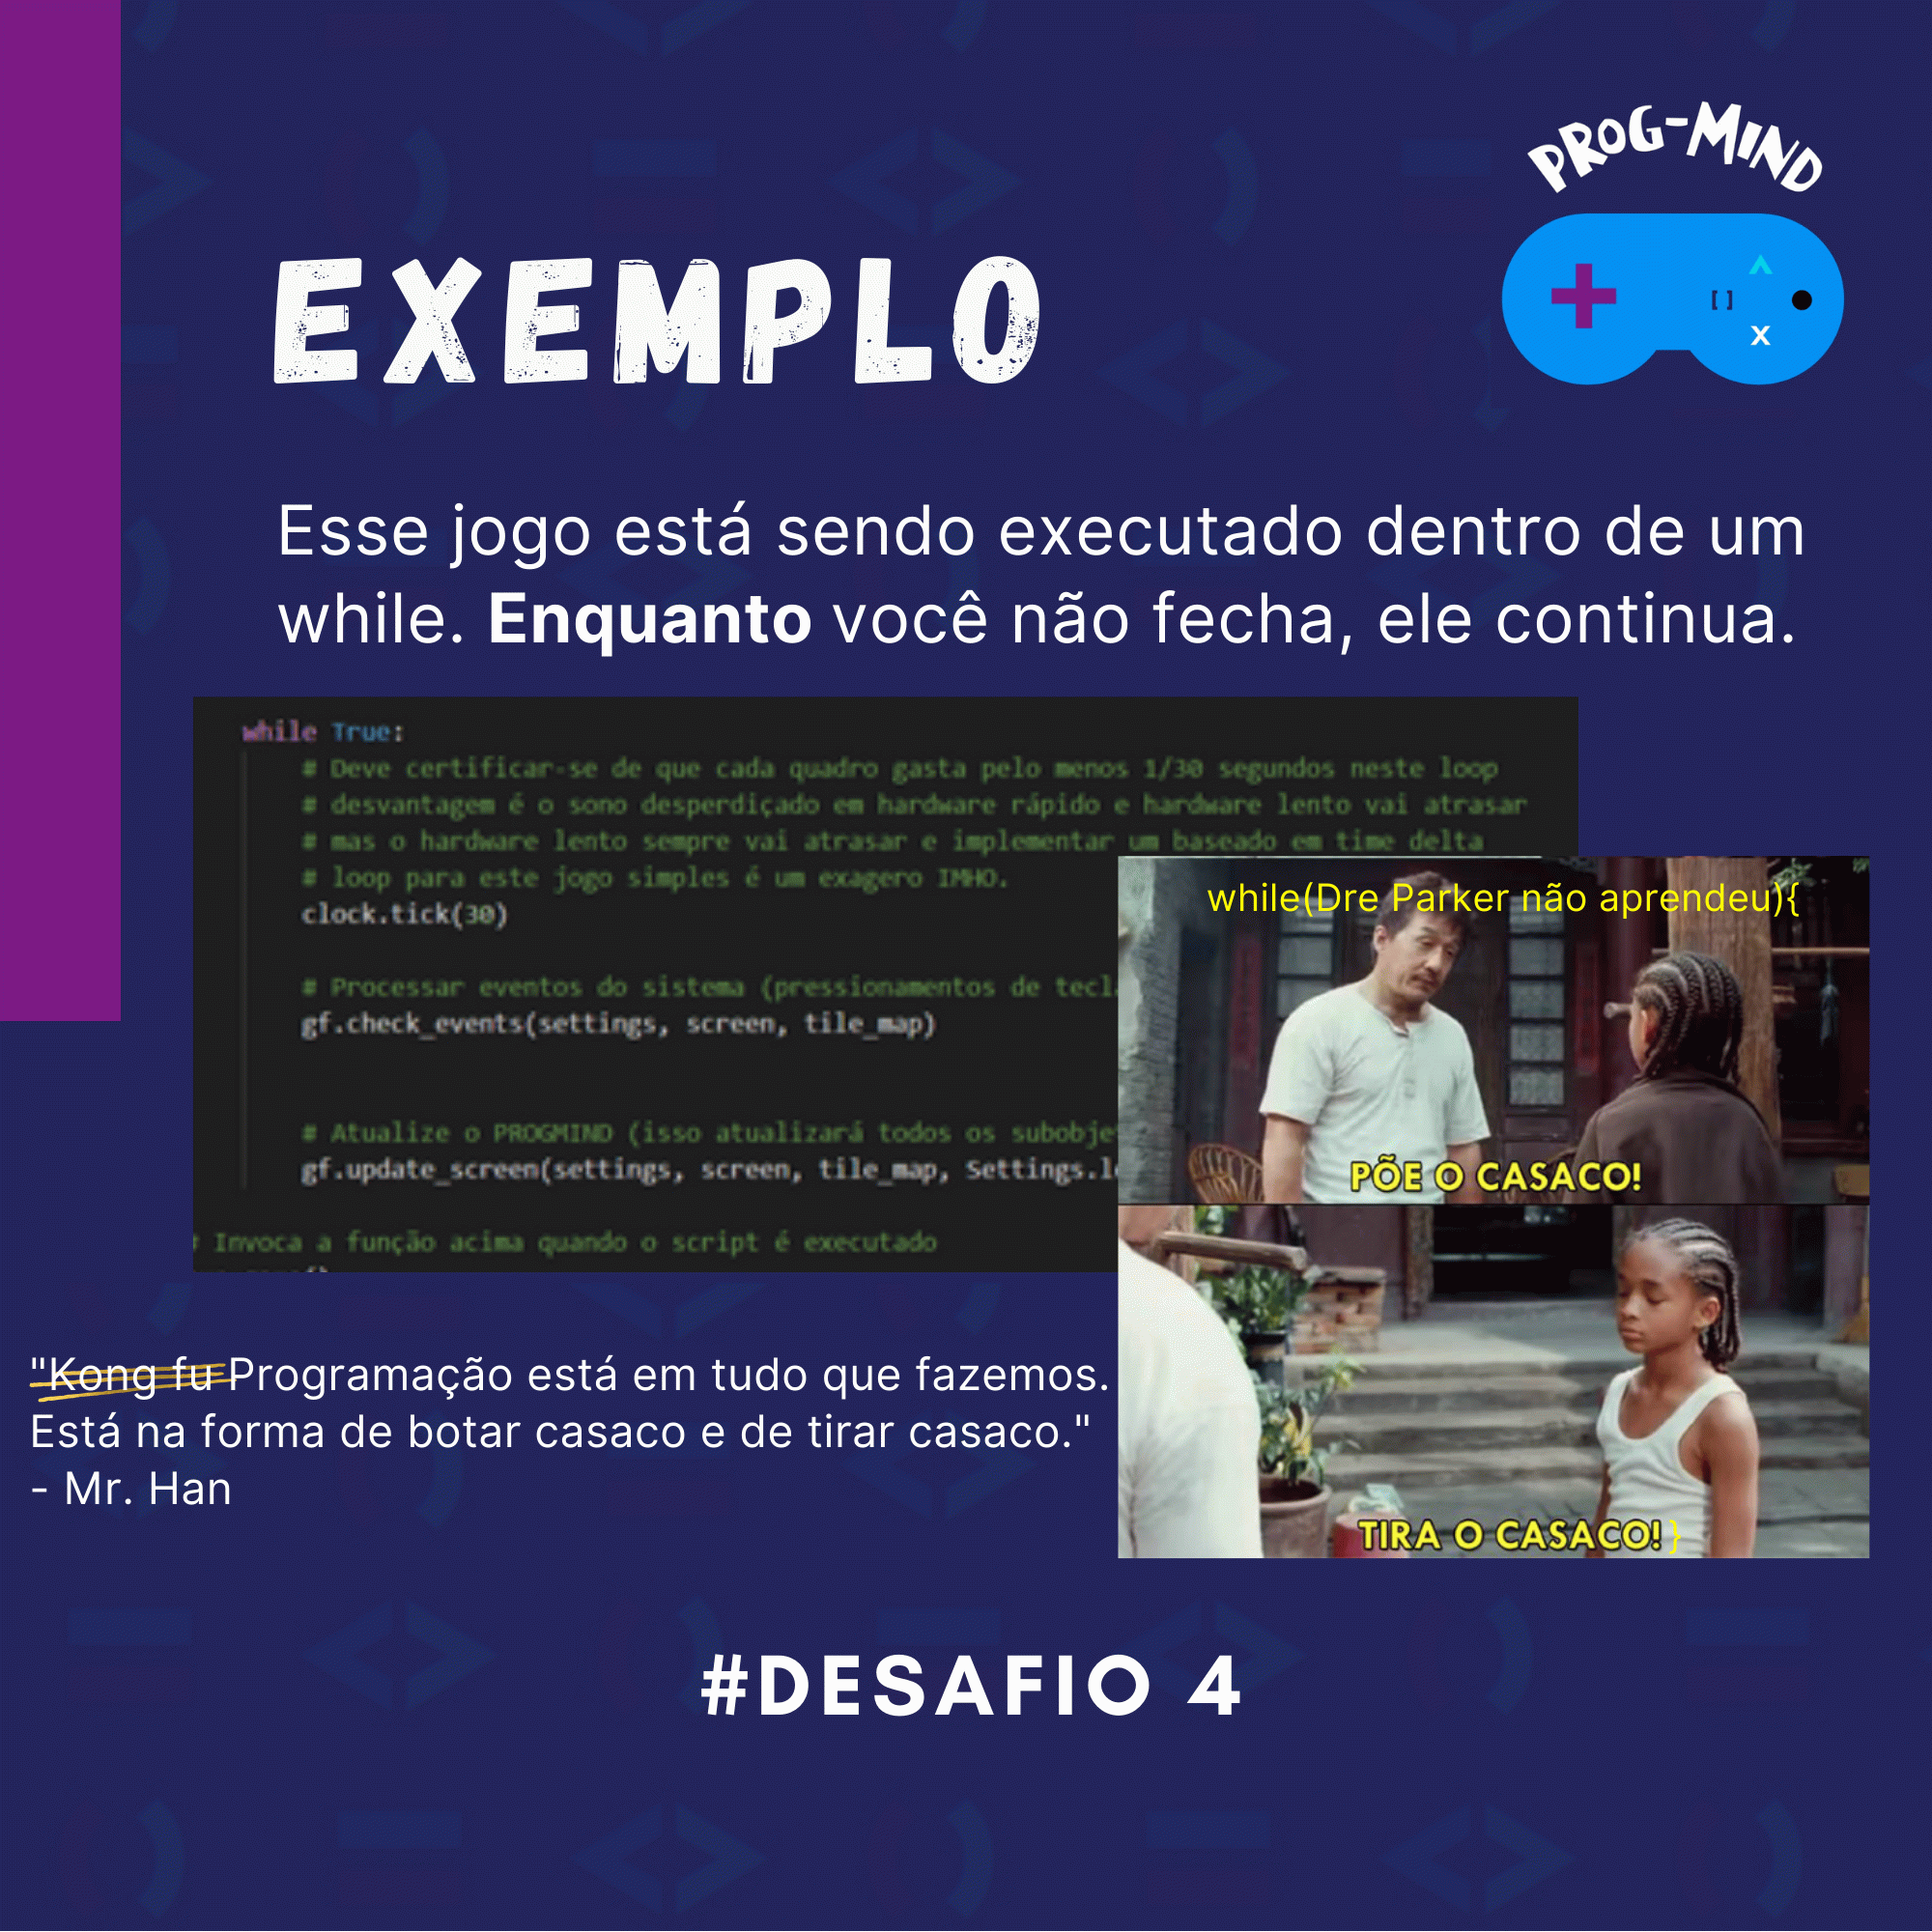 PROG-MIND
[ ]
^
X
EXEMPLO
Esse jogo está sendo executado dentro de um
while. Enquanto você não fecha, ele continua.
while True:
# Deve certificar-se de que cada quadro gasta pelo menos 1/30 segundos neste loop
# desvantagem é o sono desperdiçado em hardware rápido e hardware lento vai atrasar
# mas o hardware lento sempre vai atrasar e implementar um baseado em time delta
# loop para este jogo simples é um exagero IMHO.
clock.tick(30)
# Processar eventos do sistema (pressionamentos de tecl
gf.check_events(settings, screen, tile_map)
# Atualize o PROGMIND (isso atualizará todos os subobje
gf.update_screen(settings, screen, tile_map, Settings.l
# Invoca a função acima quando o script é executado
while(Dre Parker não aprendeu){
PÕE O CASACO!
TIRA O CASACO! }
"Kong fu Programação está em tudo que fazemos.
Está na forma de botar casaco e de tirar casaco."
- Mr. Han
#DESAFIO 4